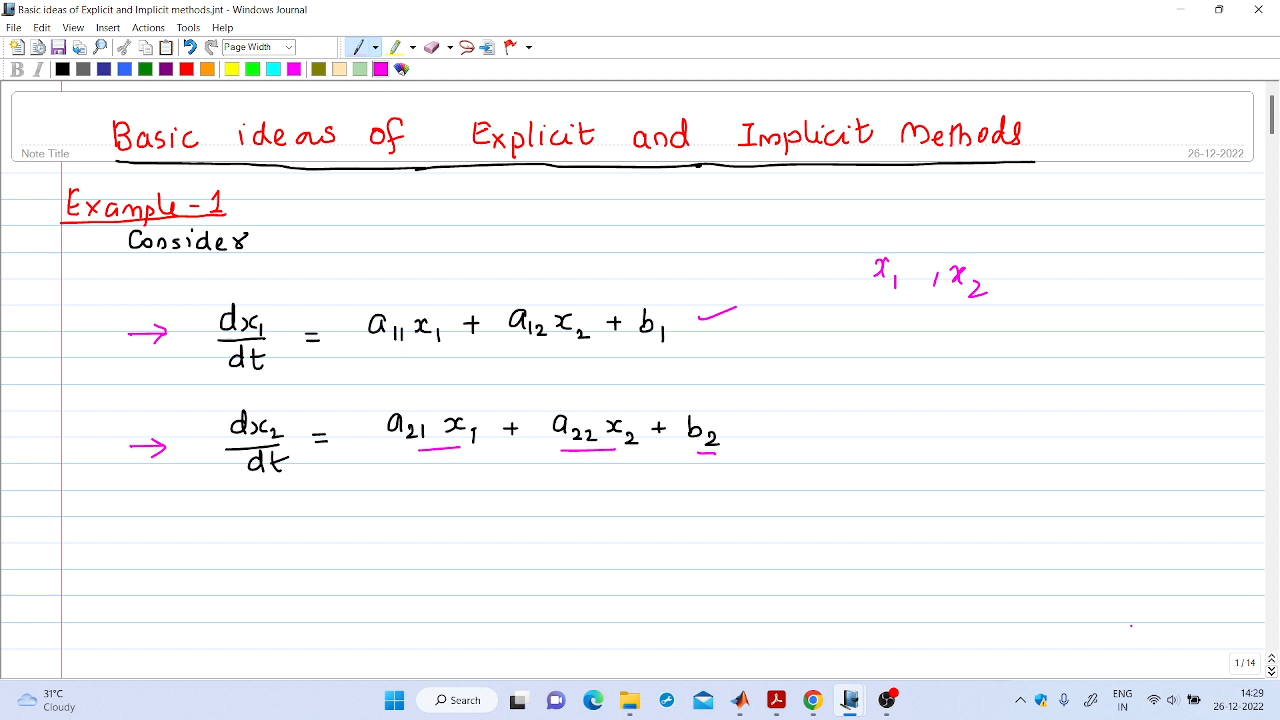 Basic ideas of Explicit and Implicit methods.jnt - Windows Journal
File Edit View Insert Actions Tools Help
Page Width
B I
Basic ideas of Explicit and Implicit Methods
Note Title
26-12-2022
Example-1
Consider
x₁ , x₂
→ dx₁/dt = a₁₁ x₁ + a₁₂ x₂ + b₁ ✓
→ dx₂/dt = a₂₁ x₁ + a₂₂ x₂ + b₂
1 / 14
31°C
Cloudy
Search
ENG
IN
14:25
26-12-2022